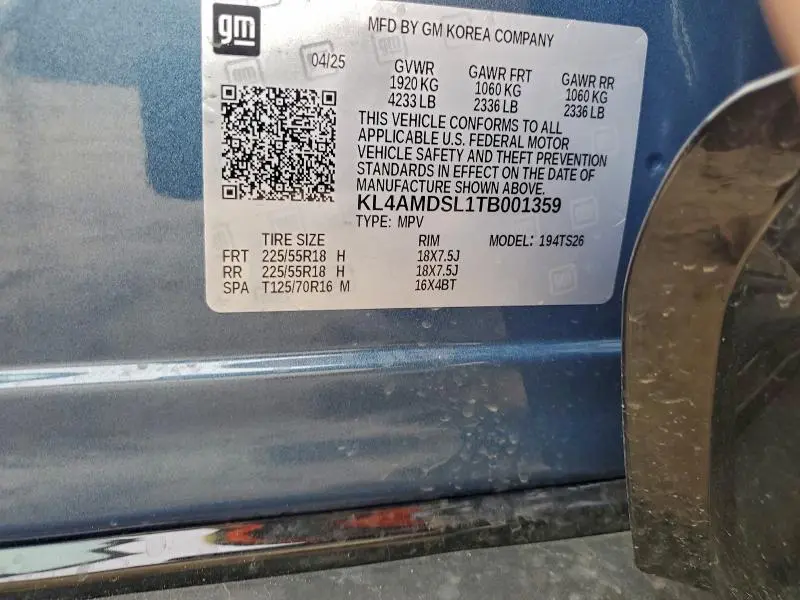 gm
MFD BY GM KOREA COMPANY
04/25
GVWR GAWR FRT GAWR RR
1920 KG 1060 KG 1060 KG
4233 LB 2336 LB 2336 LB
THIS VEHICLE CONFORMS TO ALL
APPLICABLE U.S. FEDERAL MOTOR
VEHICLE SAFETY AND THEFT PREVENTION
STANDARDS IN EFFECT ON THE DATE OF
MANUFACTURE SHOWN ABOVE.
KL4AMDSL1TB001359
TYPE: MPV
TIRE SIZE RIM MODEL: 194TS26
FRT 225/55R18 H 18X7.5J
RR 225/55R18 H 18X7.5J
SPA T125/70R16 M 16X4BT